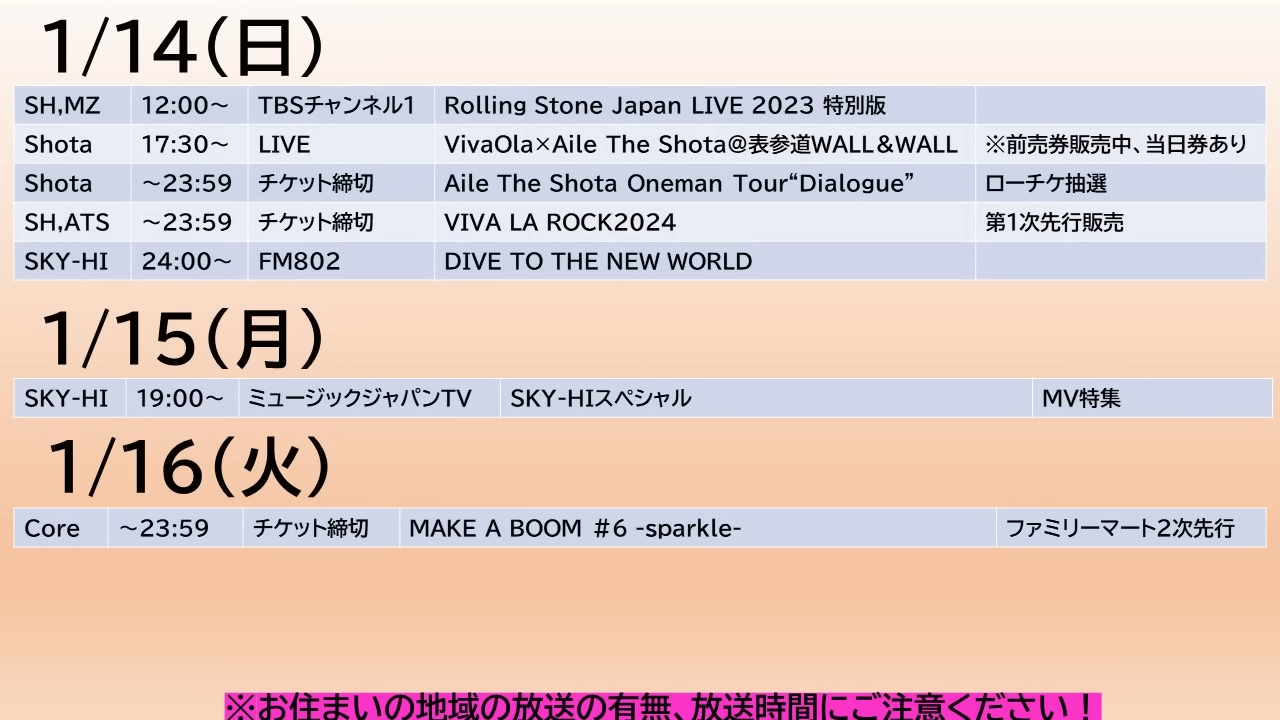 1/14(日)
SH,MZ 12:00～ TBSチャンネル1 Rolling Stone Japan LIVE 2023 特別版
Shota 17:30～ LIVE VivaOla×Aile The Shota@表参道WALL&WALL ※前売券販売中、当日券あり
Shota ～23:59 チケット締切 Aile The Shota Oneman Tour“Dialogue” ローチケ抽選
SH,ATS ～23:59 チケット締切 VIVA LA ROCK2024 第1次先行販売
SKY-HI 24:00～ FM802 DIVE TO THE NEW WORLD
1/15(月)
SKY-HI 19:00～ ミュージックジャパンTV SKY-HIスペシャル MV特集
1/16(火)
Core ～23:59 チケット締切 MAKE A BOOM #6 -sparkle- ファミリーマート2次先行
※お住まいの地域の放送の有無、放送時間にご注意ください！